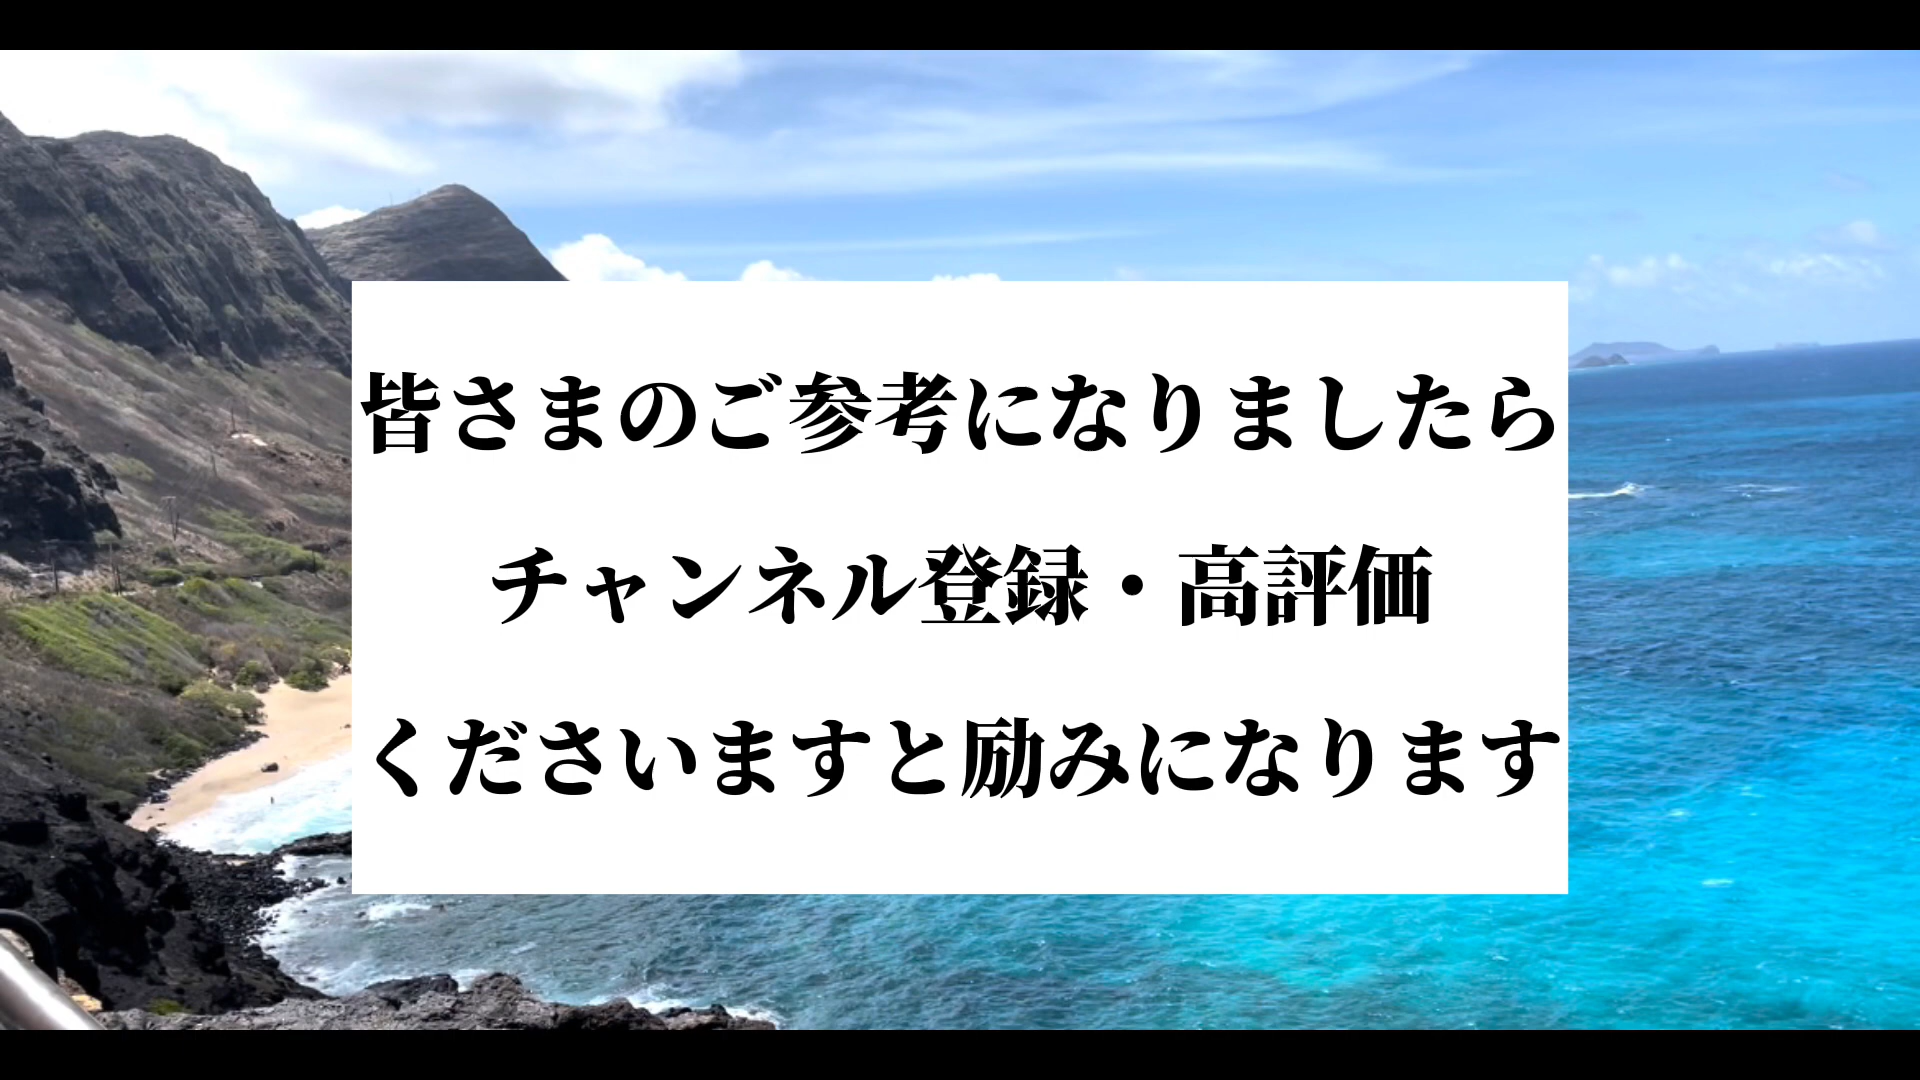 皆さまのご参考になりましたら
チャンネル登録・高評価
くださいますと励みになります